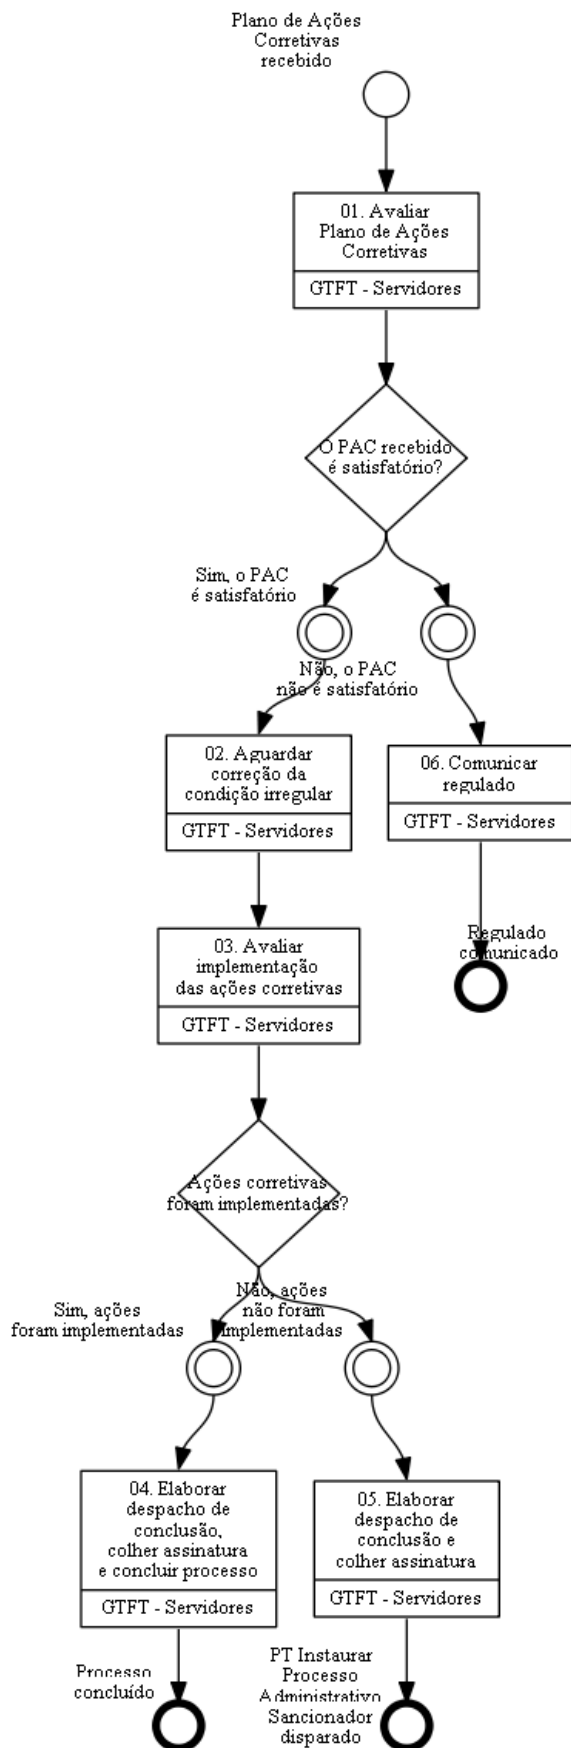 Plano de Ações
Corretivas
recebido
01. Avaliar
Plano de Ações
Corretivas
GTFT - Servidores
O PAC recebido
é satisfatório?
Sim, o PAC
é satisfatório
Não, o PAC
não é satisfatório
02. Aguardar
correção da
condição irregular
GTFT - Servidores
06. Comunicar
regulado
GTFT - Servidores
Regulado
comunicado
03. Avaliar
implementação
das ações corretivas
GTFT - Servidores
Ações corretivas
foram implementadas?
Sim, ações
foram implementadas
Não, ações
não foram
implementadas
04. Elaborar
despacho de
conclusão,
colher assinatura
e concluir processo
GTFT - Servidores
05. Elaborar
despacho de
conclusão e
colher assinatura
GTFT - Servidores
Processo
concluído
PT Instaurar
Processo
Administrativo
Sancionador
disparado